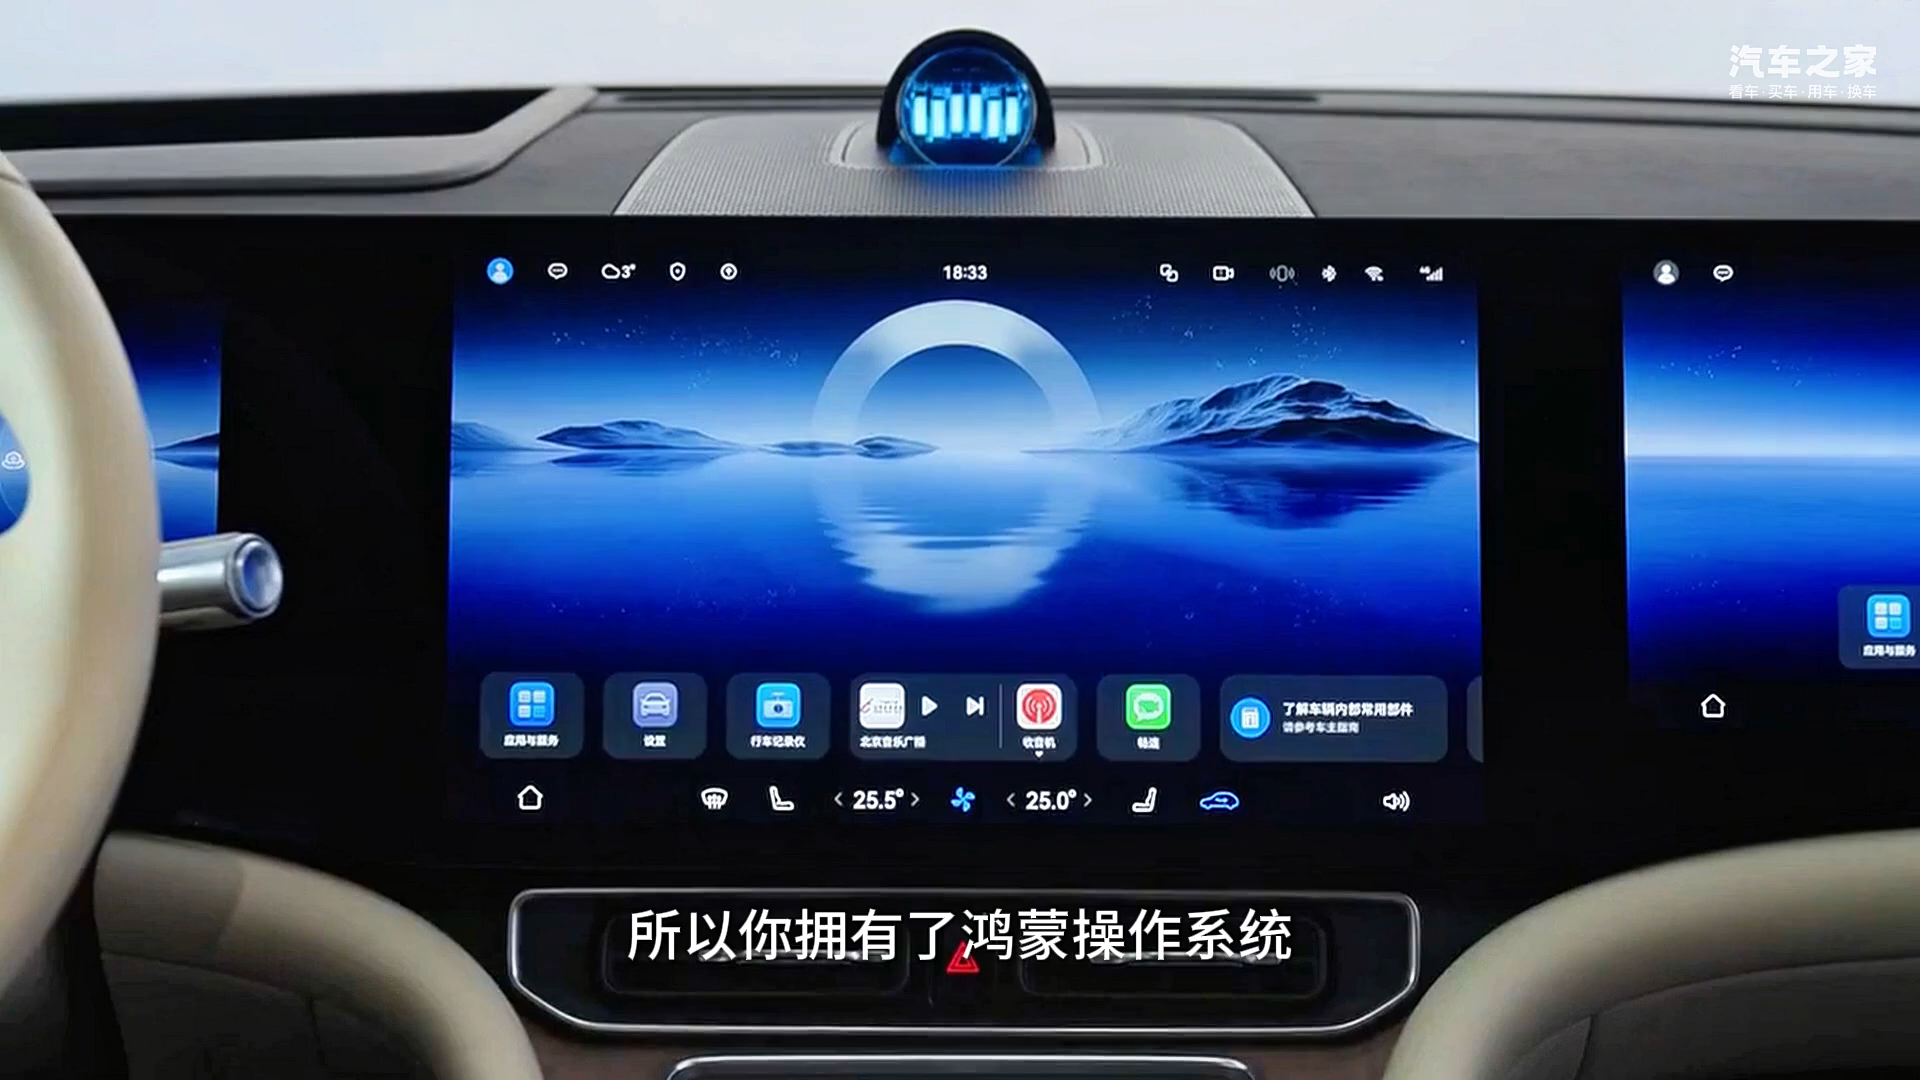 汽车之家
看车·买车·用车·换车
3°
18:33
4G
应用与服务
设置
行车记录仪
北京音乐广播
收音机
畅连
了解车辆内部常用部件
请参考车主指南
应用与服务
25.5°
25.0°
所以你拥有了鸿蒙操作系统